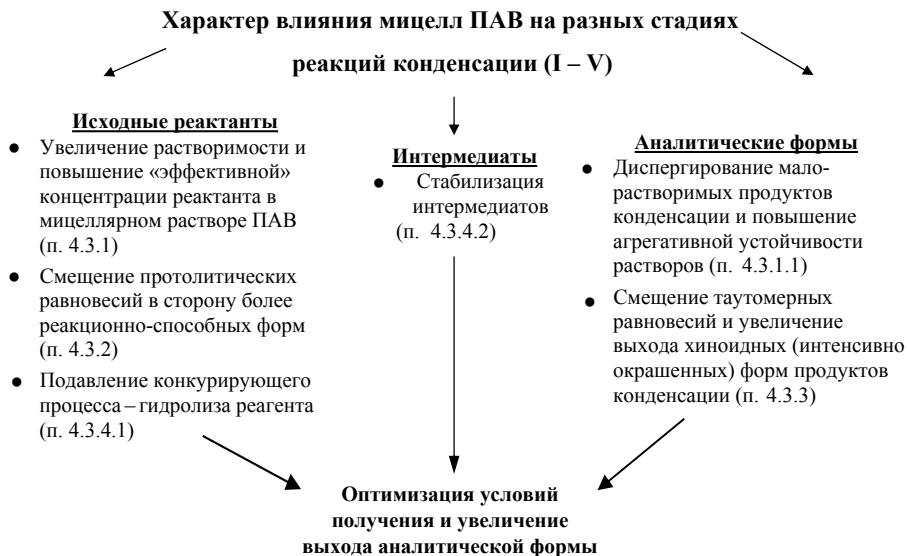 Характер влияния мицелл ПАВ на разных стадиях
реакций конденсации (I – V)
Исходные реактанты
● Увеличение растворимости и
повышение «эффективной»
концентрации реактанта в
мицеллярном растворе ПАВ
(п. 4.3.1)
● Смещение протолитических
равновесий в сторону более
реакционно-способных форм
(п. 4.3.2)
● Подавление конкурирующего
процесса – гидролиза реагента
(п. 4.3.4.1)
Интермедиаты
● Стабилизация
интермедиатов
(п. 4.3.4.2)
Аналитические формы
● Диспергирование мало-
растворимых продуктов
конденсации и повышение
агрегативной устойчивости
растворов (п. 4.3.1.1)
● Смещение таутомерных
равновесий и увеличение
выхода хиноидных (интенсивно
окрашенных) форм продуктов
конденсации (п. 4.3.3)
Оптимизация условий
получения и увеличение
выхода аналитической формы